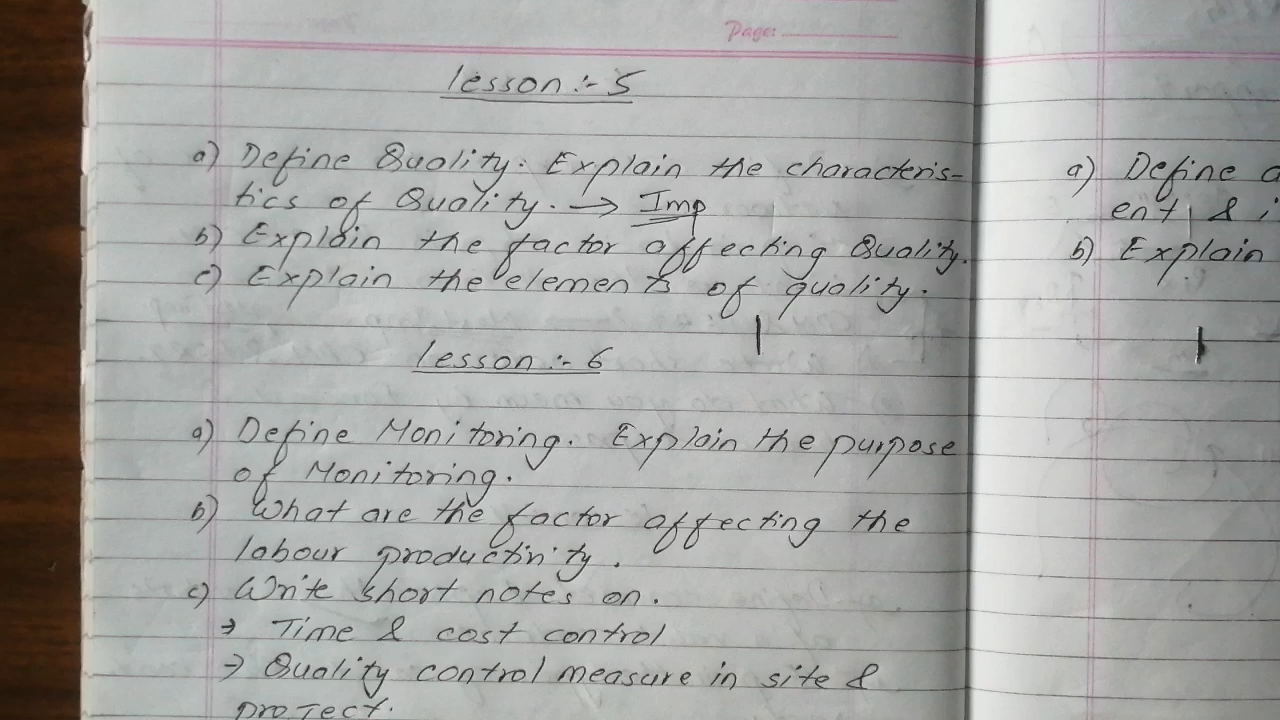 Page:
lesson :- 5
a) Define Quality. Explain the characteris-
tics of Quality. → Imp
b) Explain the factor affecting Quality.
c) Explain the elements of quality.
lesson :- 6
a) Define Monitoring. Explain the purpose
of Monitoring.
b) What are the factor affecting the
labour productivity.
c) Write short notes on.
→ Time & cost control
→ Quality control measure in site &
project.
a) Define
ent &
b) Explain